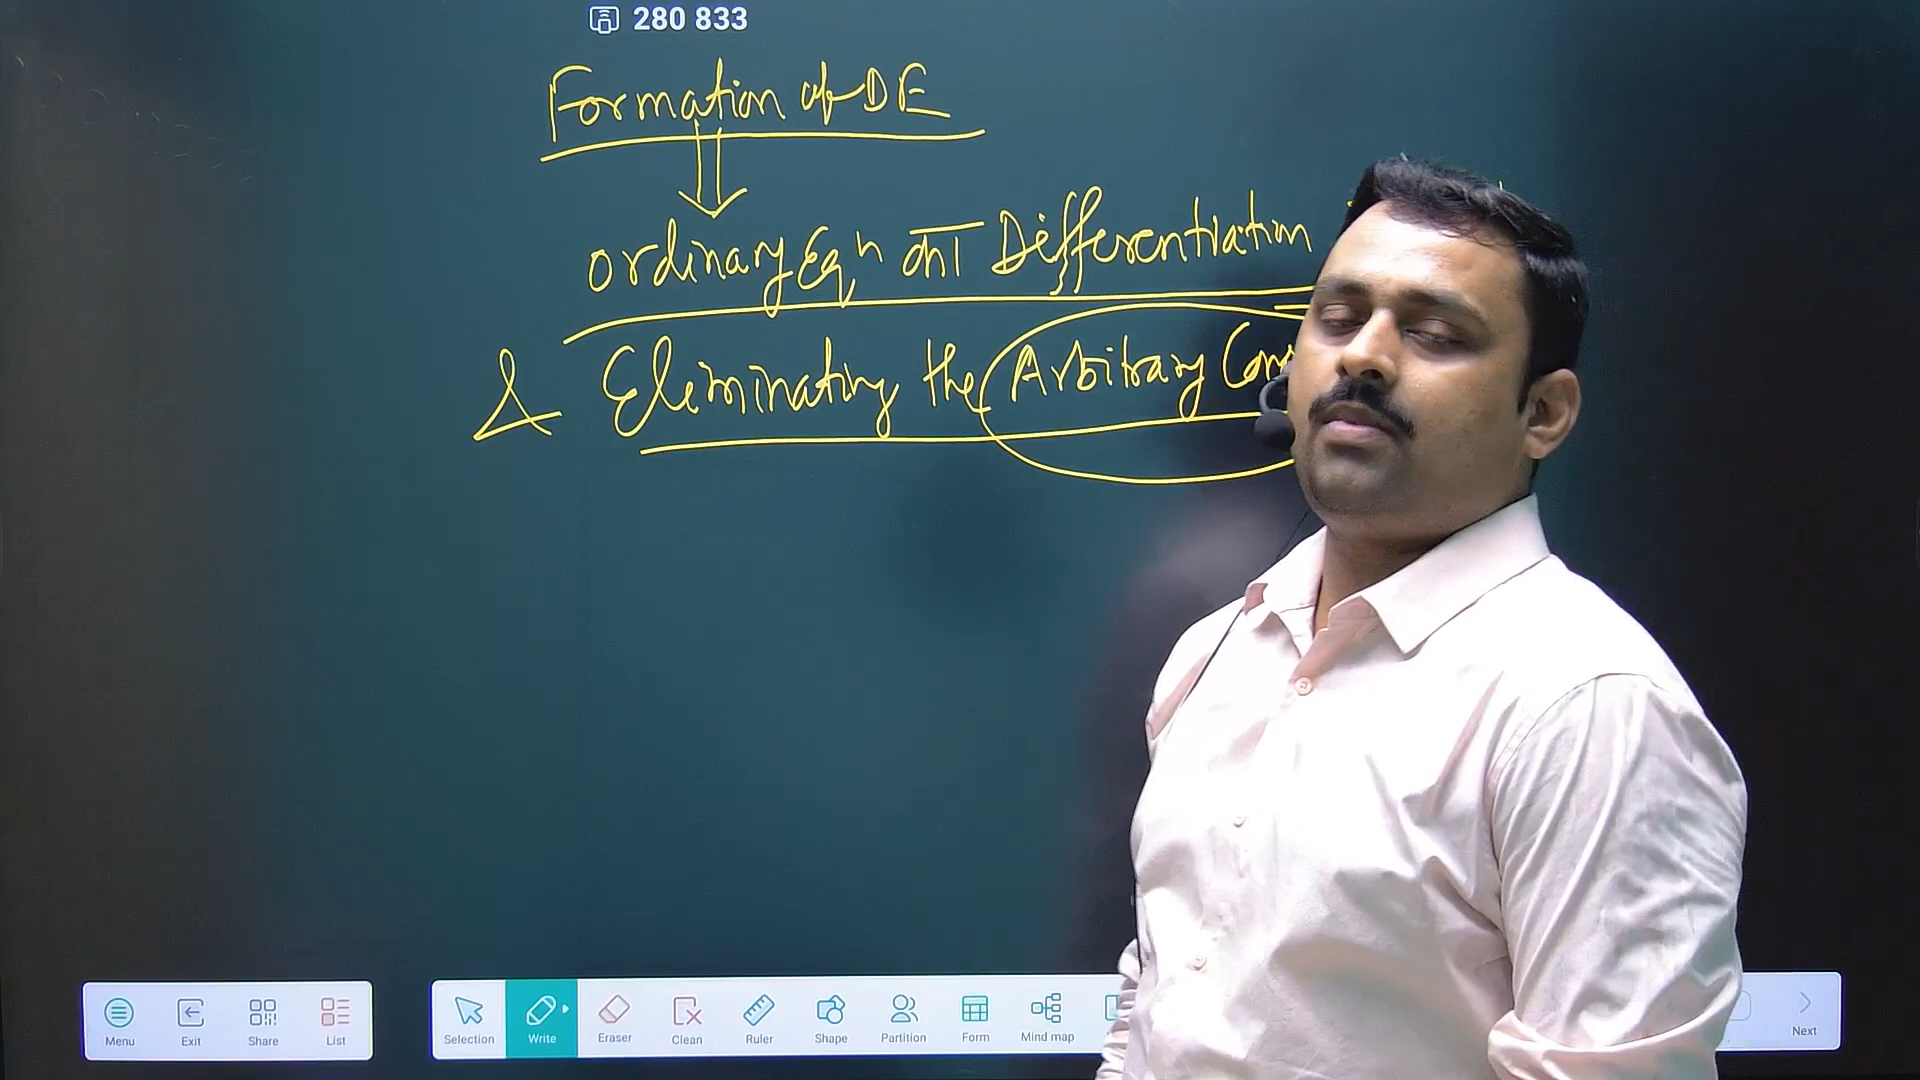 280 833
Formation of DE
ordinary Eqn का Differentiation
& Eliminating the Arbitrary Cons
Menu Exit Share List Selection Write Eraser Clean Ruler Shape Partition Form Mind map Next